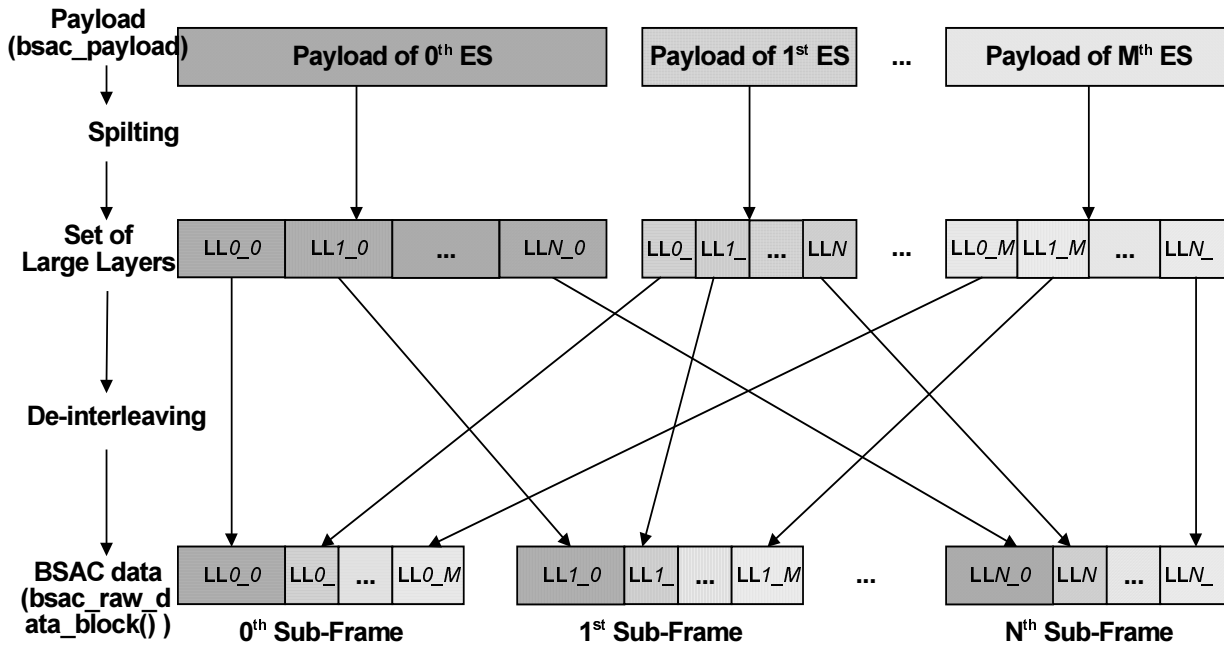 Payload
(bsac_payload)
Payload of 0th ES
Payload of 1st ES
...
Payload of Mth ES
Spilting
Set of
Large Layers
LL0_0
LL1_0
...
LLN_0
LL0_
LL1_
...
LLN
...
LL0_M
LL1_M
...
LLN_
De-interleaving
BSAC data
(bsac_raw_d
ata_block() )
LL0_0
LL0_
...
LL0_M
LL1_0
LL1_
...
LL1_M
...
LLN_0
LLN
...
LLN_
0th Sub-Frame
1st Sub-Frame
Nth Sub-Frame